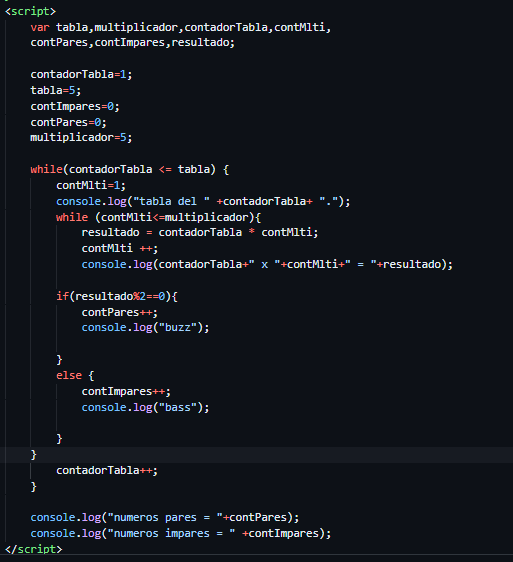 <script>
var tabla,multiplicador,contadorTabla,contMlti,
contPares,contImpares,resultado;
contadorTabla=1;
tabla=5;
contImpares=0;
contPares=0;
multiplicador=5;
while(contadorTabla <= tabla) {
contMlti=1;
console.log("tabla del " +contadorTabla+ ".");
while (contMlti<=multiplicador){
resultado = contadorTabla * contMlti;
contMlti ++;
console.log(contadorTabla+" x "+contMlti+" = "+resultado);
if(resultado%2==0){
contPares++;
console.log("buzz");
}
else {
contImpares++;
console.log("bass");
}
}
contadorTabla++;
}
console.log("numeros pares = "+contPares);
console.log("numeros impares = " +contImpares);
</script>